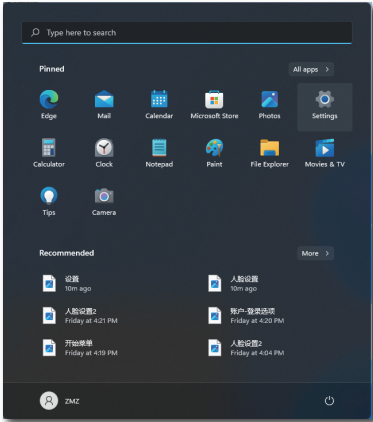 Type here to search
Pinned
All apps >
Edge
Mail
Calendar
Microsoft Store
Photos
Settings
Calculator
Clock
Notepad
Paint
File Explorer
Movies & TV
Tips
Camera
Recommended
More >
设置
10m ago
人脸设置
10m ago
人脸设置2
Friday at 4:21 PM
账户-登录选项
Friday at 4:20 PM
开始菜单
Friday at 4:19 PM
人脸设置2
Friday at 4:04 PM
ZMZ